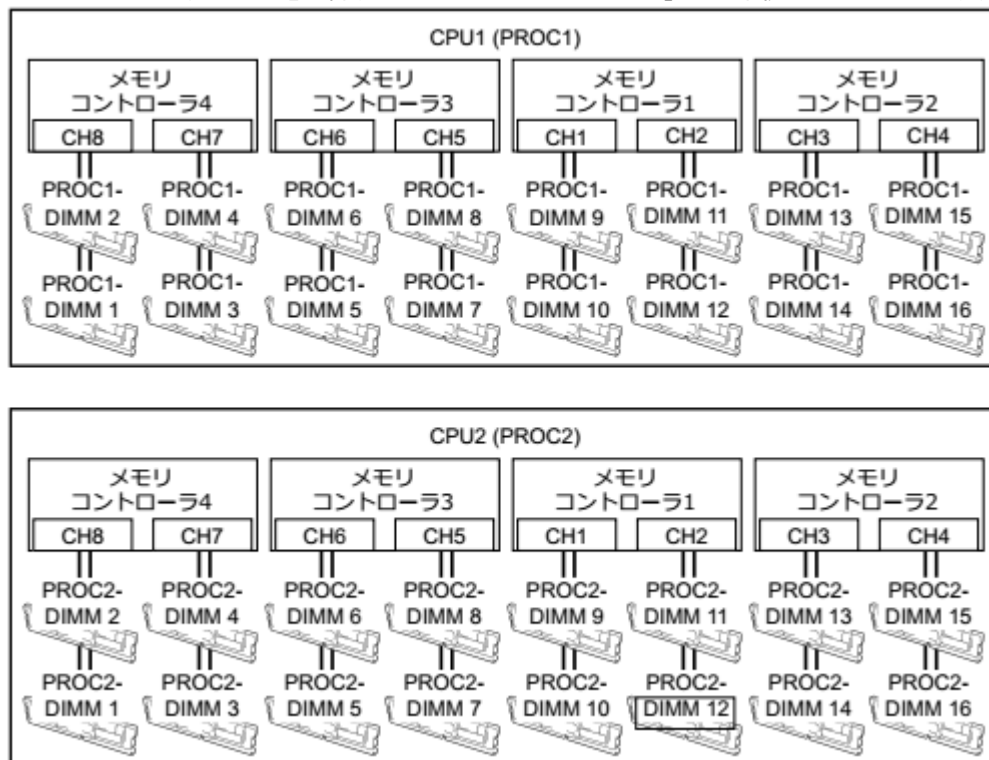 CPU1 (PROC1)
メモリ コントローラ4
メモリ コントローラ3
メモリ コントローラ1
メモリ コントローラ2
CH8 CH7 CH6 CH5 CH1 CH2 CH3 CH4
PROC1- PROC1- PROC1- PROC1- PROC1- PROC1- PROC1- PROC1-
DIMM 2 DIMM 4 DIMM 6 DIMM 8 DIMM 9 DIMM 11 DIMM 13 DIMM 15
PROC1- PROC1- PROC1- PROC1- PROC1- PROC1- PROC1- PROC1-
DIMM 1 DIMM 3 DIMM 5 DIMM 7 DIMM 10 DIMM 12 DIMM 14 DIMM 16
CPU2 (PROC2)
メモリ コントローラ4
メモリ コントローラ3
メモリ コントローラ1
メモリ コントローラ2
CH8 CH7 CH6 CH5 CH1 CH2 CH3 CH4
PROC2- PROC2- PROC2- PROC2- PROC2- PROC2- PROC2- PROC2-
DIMM 2 DIMM 4 DIMM 6 DIMM 8 DIMM 9 DIMM 11 DIMM 13 DIMM 15
PROC2- PROC2- PROC2- PROC2- PROC2- PROC2- PROC2- PROC2-
DIMM 1 DIMM 3 DIMM 5 DIMM 7 DIMM 10 DIMM 12 DIMM 14 DIMM 16